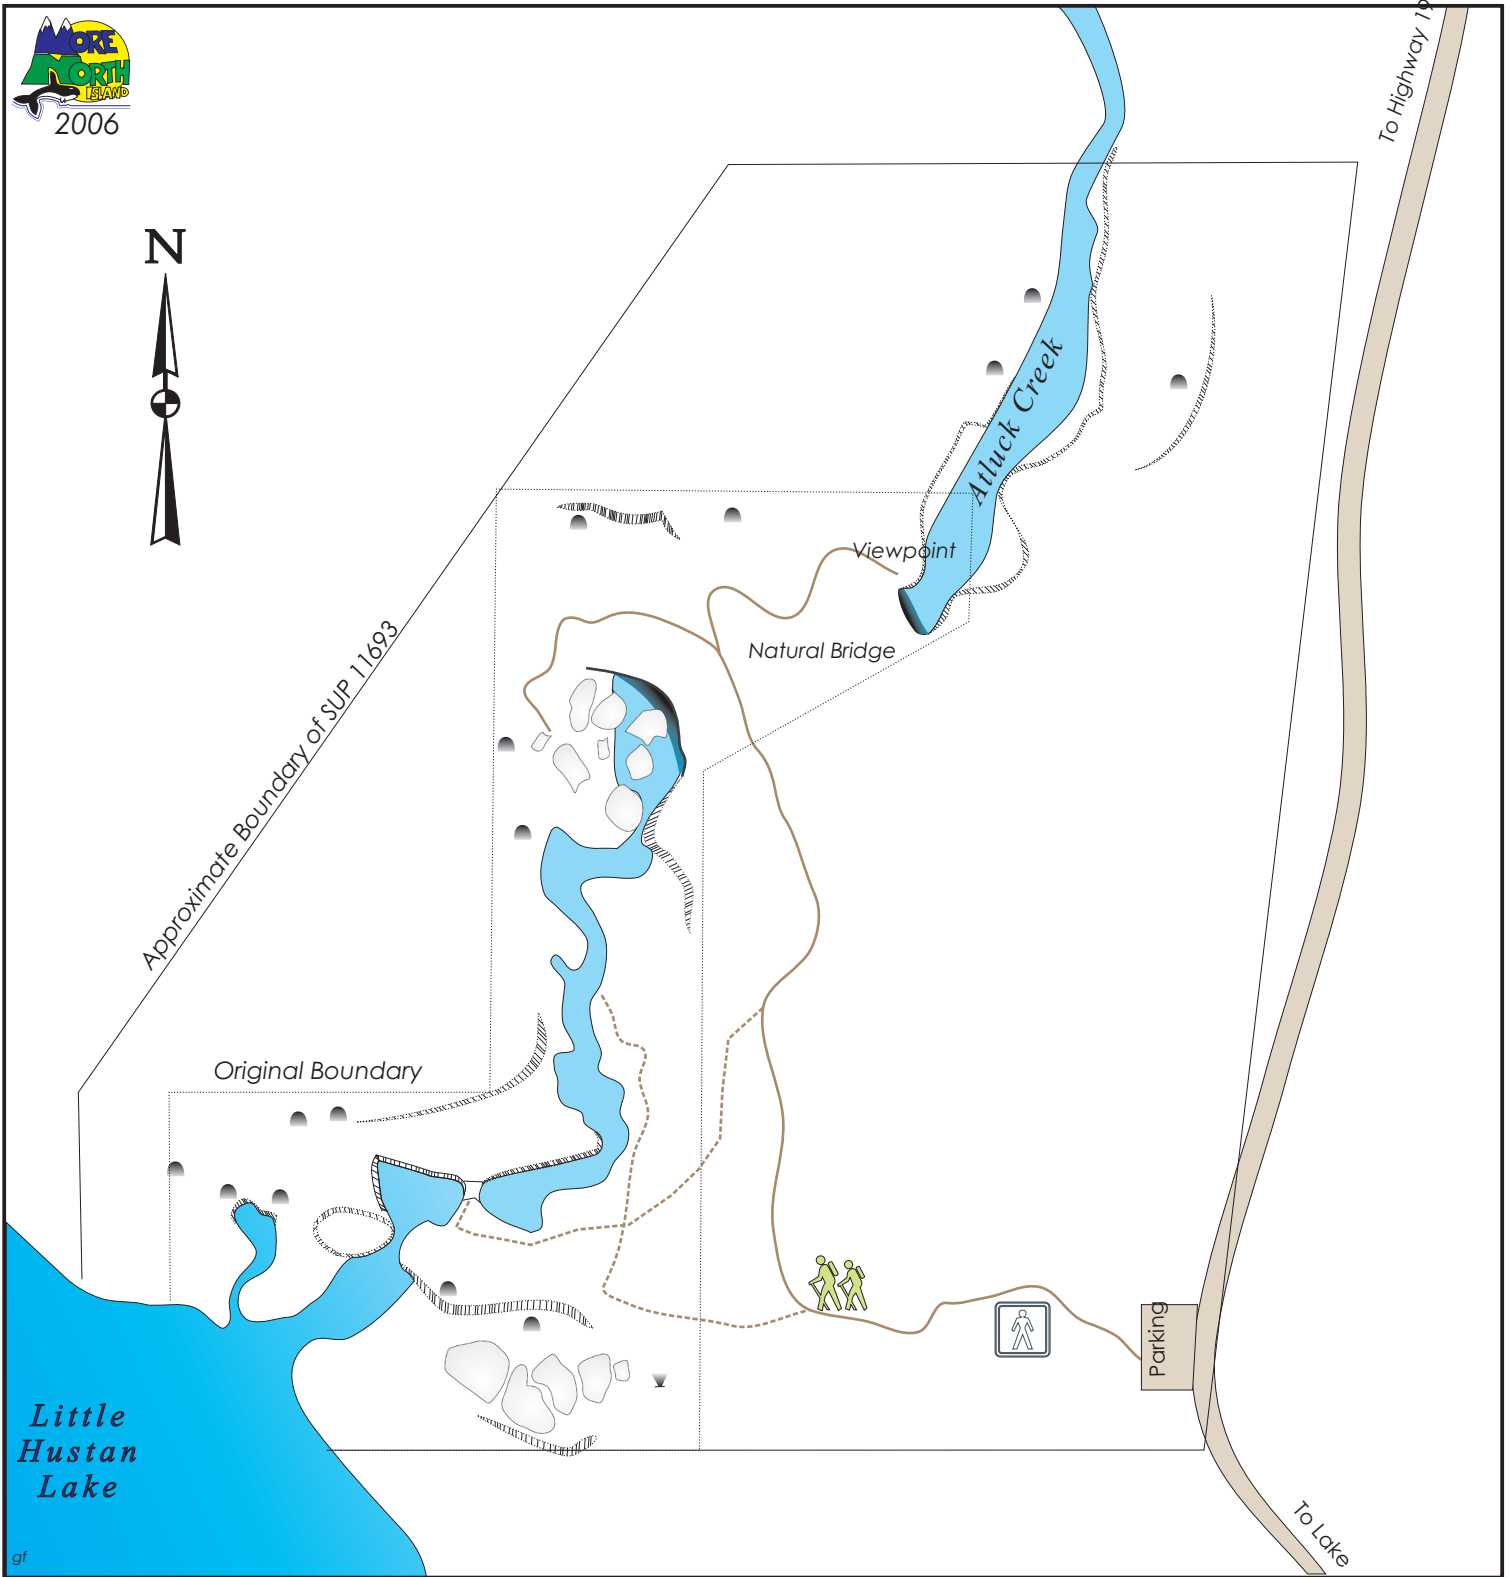 MORE
NORTH
ISLAND
2006
To Highway 19
N
Atluck Creek
Viewpoint
Natural Bridge
Approximate Boundary of SUP 11693
Original Boundary
Parking
Little
Hustan
Lake
To Lake
gf